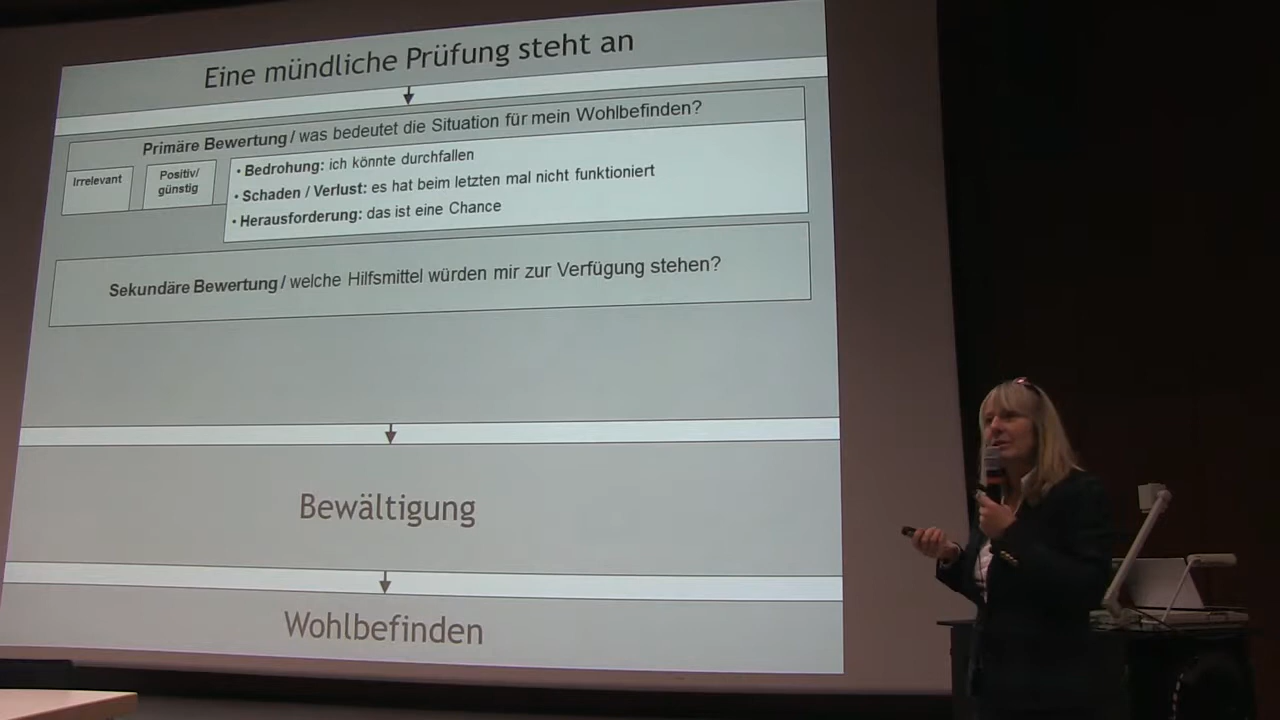 Eine mündliche Prüfung steht an
Primäre Bewertung / was bedeutet die Situation für mein Wohlbefinden?
Irrelevant
Positiv/
günstig
• Bedrohung: ich könnte durchfallen
• Schaden / Verlust: es hat beim letzten mal nicht funktioniert
• Herausforderung: das ist eine Chance
Sekundäre Bewertung / welche Hilfsmittel würden mir zur Verfügung stehen?
Bewältigung
Wohlbefinden